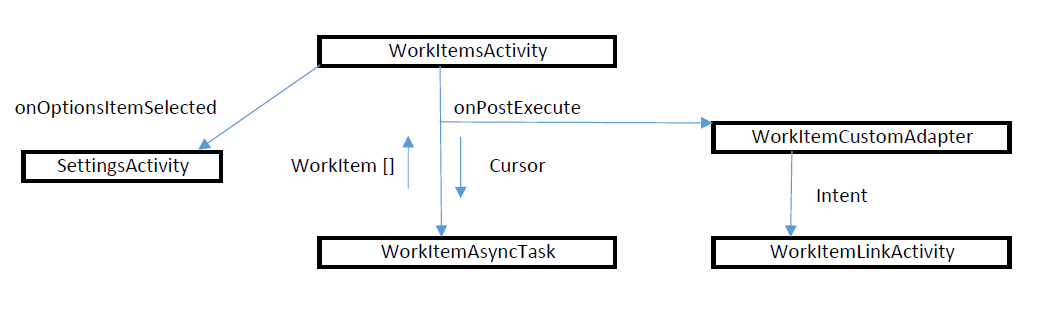 WorkItemsActivity
onOptionsItemSelected
onPostExecute
WorkItemCustomAdapter
SettingsActivity
WorkItem []
Cursor
Intent
WorkItemAsyncTask
WorkItemLinkActivity